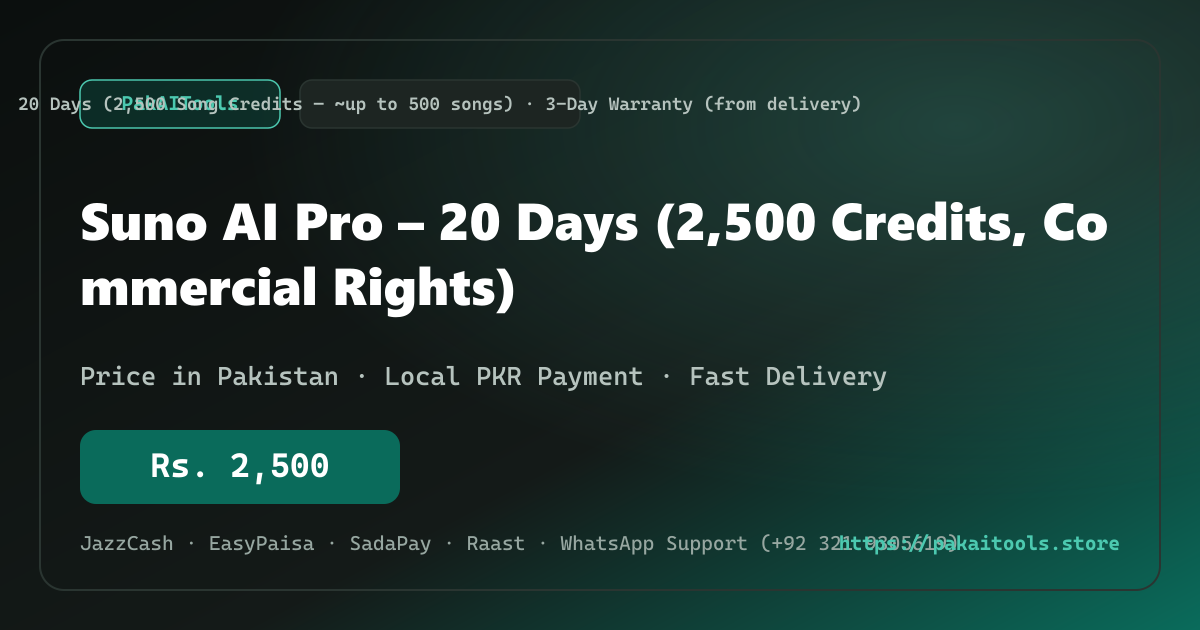 PakAITools
20 Days (2,500 Song Credits — ~up to 500 songs) · 3-Day Warranty (from delivery)
Suno AI Pro – 20 Days (2,500 Credits, Co
mmercial Rights)
Price in Pakistan · Local PKR Payment · Fast Delivery
Rs. 2,500
JazzCash · EasyPaisa · SadaPay · Raast · WhatsApp Support (+92 321
https://pakaitools.store